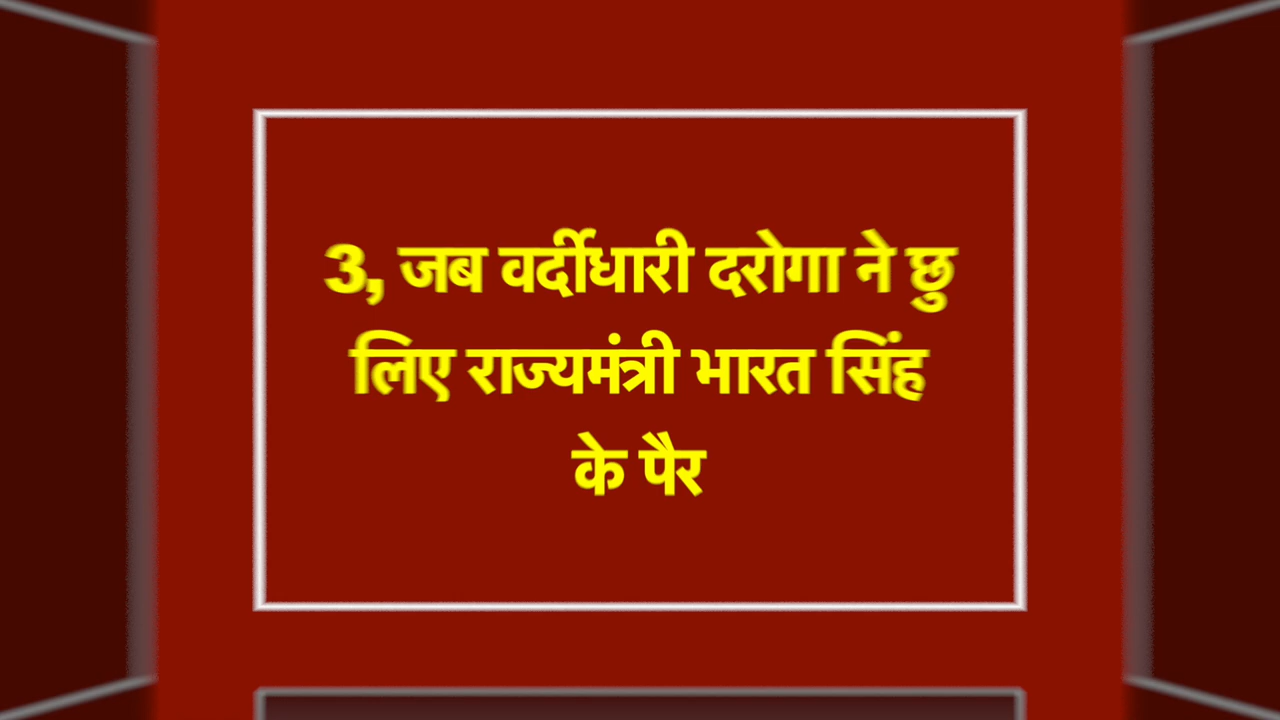 3, जब वर्दीधारी दरोगा ने छु
लिए राज्यमंत्री भारत सिंह
के पैर